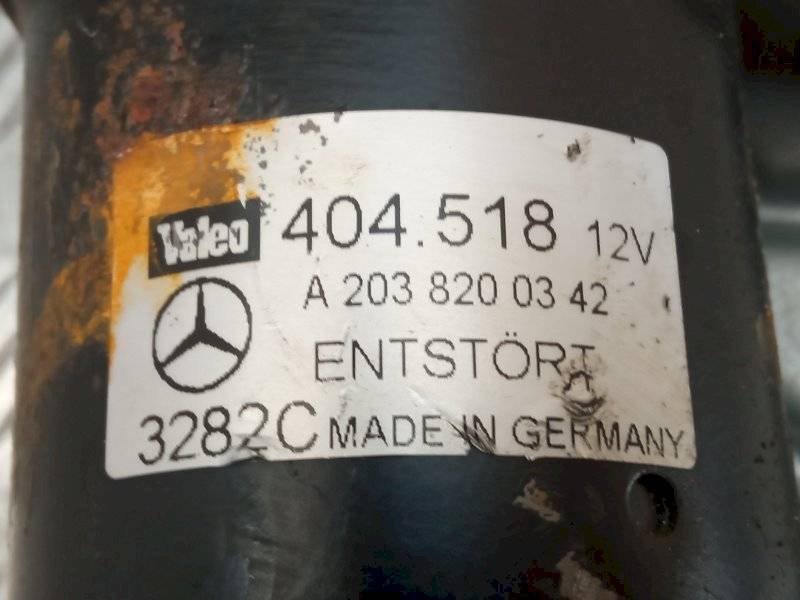 Valeo 404.518 12V
A 203 820 03 42
ENTSTÖRT
3282C MADE IN GERMANY